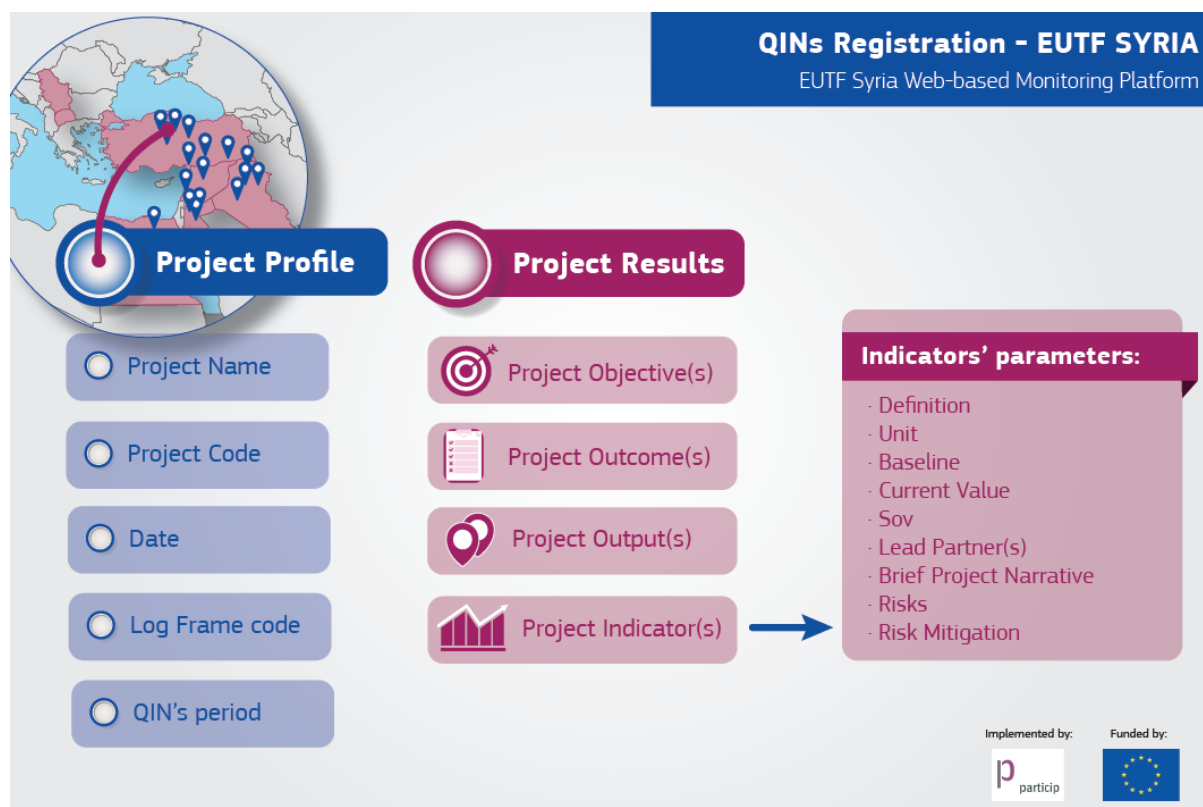 QINs Registration - EUTF SYRIA
EUTF Syria Web-based Monitoring Platform
Project Profile
Project Name
Project Code
Date
Log Frame code
QIN's period
Project Results
Project Objective(s)
Project Outcome(s)
Project Output(s)
Project Indicator(s)
Indicators' parameters:
· Definition
· Unit
· Baseline
· Current Value
· Sov
· Lead Partner(s)
· Brief Project Narrative
· Risks
· Risk Mitigation
Implemented by:
p
particip
Funded by: